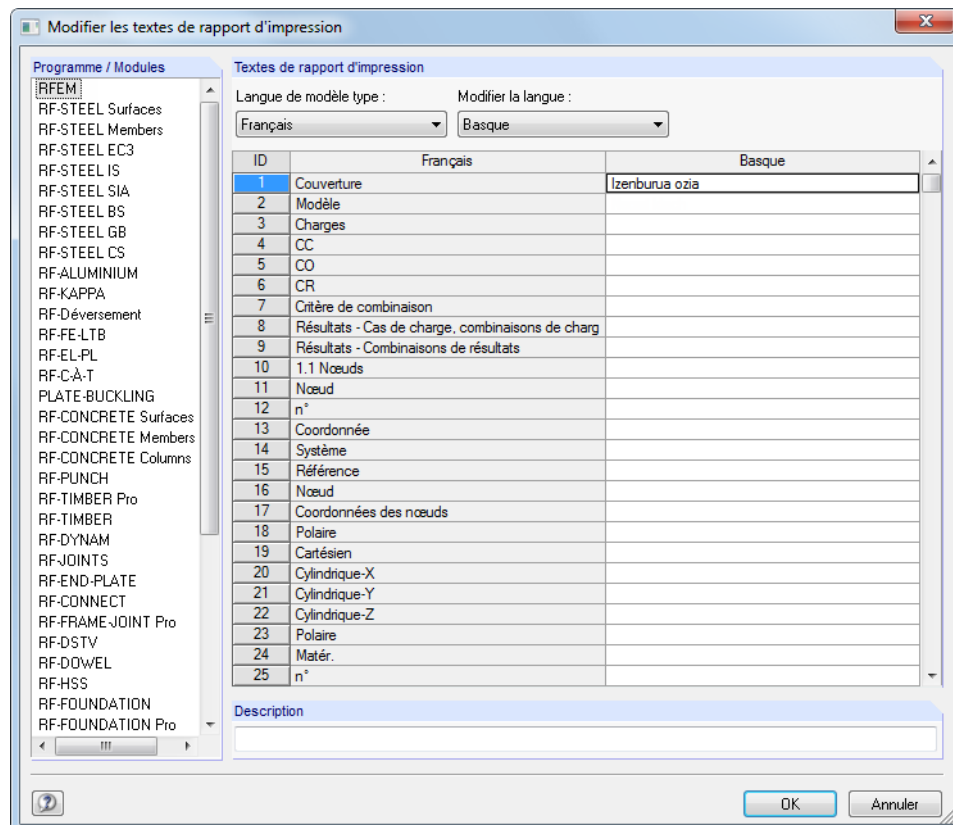 Modifier les textes de rapport d'impression
Programme / Modules
RFEM
RF-STEEL Surfaces
RF-STEEL Members
RF-STEEL EC3
RF-STEEL IS
RF-STEEL SIA
RF-STEEL BS
RF-STEEL GB
RF-STEEL CS
RF-ALUMINIUM
RF-KAPPA
RF-Déversement
RF-FE-LTB
RF-EL-PL
RF-C-À-T
PLATE-BUCKLING
RF-CONCRETE Surfaces
RF-CONCRETE Members
RF-CONCRETE Columns
RF-PUNCH
RF-TIMBER Pro
RF-TIMBER
RF-DYNAM
RF-JOINTS
RF-END-PLATE
RF-CONNECT
RF-FRAME-JOINT Pro
RF-DSTV
RF-DOWEL
RF-HSS
RF-FOUNDATION
RF-FOUNDATION Pro
Textes de rapport d'impression
Langue de modèle type : Modifier la langue :
Français Basque
ID Français Basque
1 Couverture Izenburua ozia
2 Modèle
3 Charges
4 CC
5 CO
6 CR
7 Critère de combinaison
8 Résultats - Cas de charge, combinaisons de charg
9 Résultats - Combinaisons de résultats
10 1.1 Nœuds
11 Nœud
12 n°
13 Coordonnée
14 Système
15 Référence
16 Nœud
17 Coordonnées des nœuds
18 Polaire
19 Cartésien
20 Cylindrique-X
21 Cylindrique-Y
22 Cylindrique-Z
23 Polaire
24 Matér.
25 n°
Description
OK Annuler